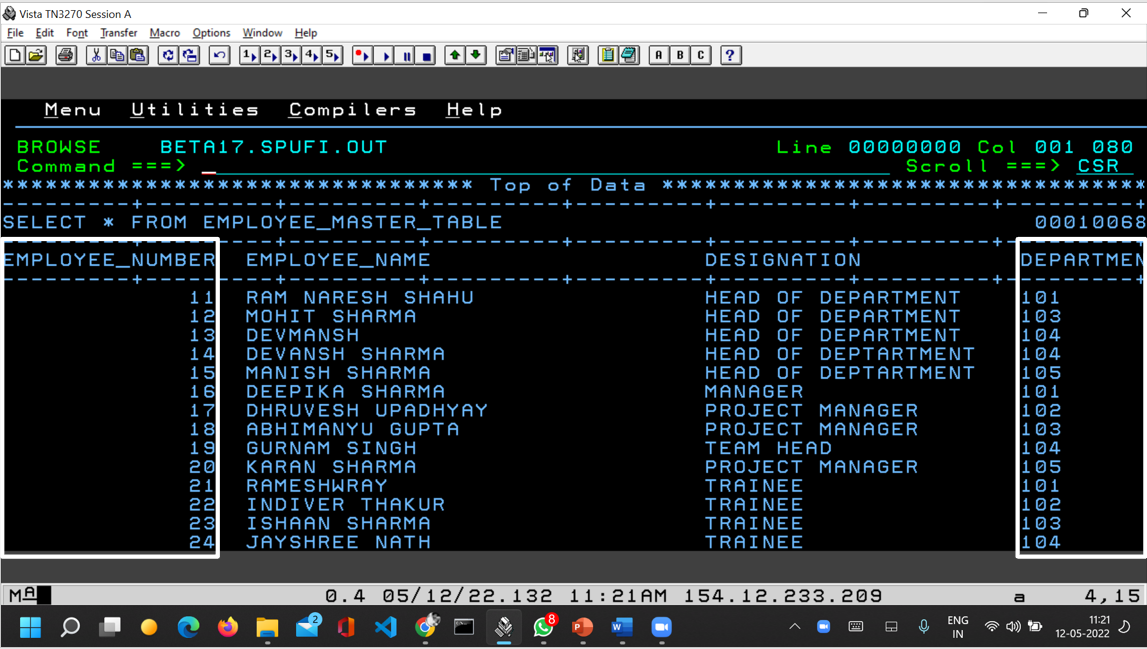 Vista TN3270 Session A
File Edit Font Transfer Macro Options Window Help
1 2 3 4 5 A B C ?
Menu Utilities Compilers Help
BROWSE BETA17.SPUFI.OUT Line 00000000 Col 001 080
Command ===> Scroll ===> CSR
********************************* Top of Data **********************************
---------+---------+---------+---------+---------+---------+---------+---------+
SELECT * FROM EMPLOYEE_MASTER_TABLE 00010068
---------+---------+---------+---------+---------+---------+---------+---------+
EMPLOYEE_NUMBER EMPLOYEE_NAME DESIGNATION DEPARTMEN
---------+---------+---------+---------+---------+---------+---------+---------+
11 RAM NARESH SHAHU HEAD OF DEPARTMENT 101
12 MOHIT SHARMA HEAD OF DEPARTMENT 103
13 DEVMANSH HEAD OF DEPARTMENT 104
14 DEVANSH SHARMA HEAD OF DEPTARTMENT 104
15 MANISH SHARMA HEAD OF DEPTARTMENT 105
16 DEEPIKA SHARMA MANAGER 101
17 DHRUVESH UPADHYAY PROJECT MANAGER 102
18 ABHIMANYU GUPTA PROJECT MANAGER 103
19 GURNAM SINGH TEAM HEAD 104
20 KARAN SHARMA PROJECT MANAGER 105
21 RAMESHWRAY TRAINEE 101
22 INDIVER THAKUR TRAINEE 102
23 ISHAAN SHARMA TRAINEE 103
24 JAYSHREE NATH TRAINEE 104
MA 0.4 05/12/22.132 11:21AM 154.12.233.209 a 4,15
2 8 ENG 11:21
IN 12-05-2022